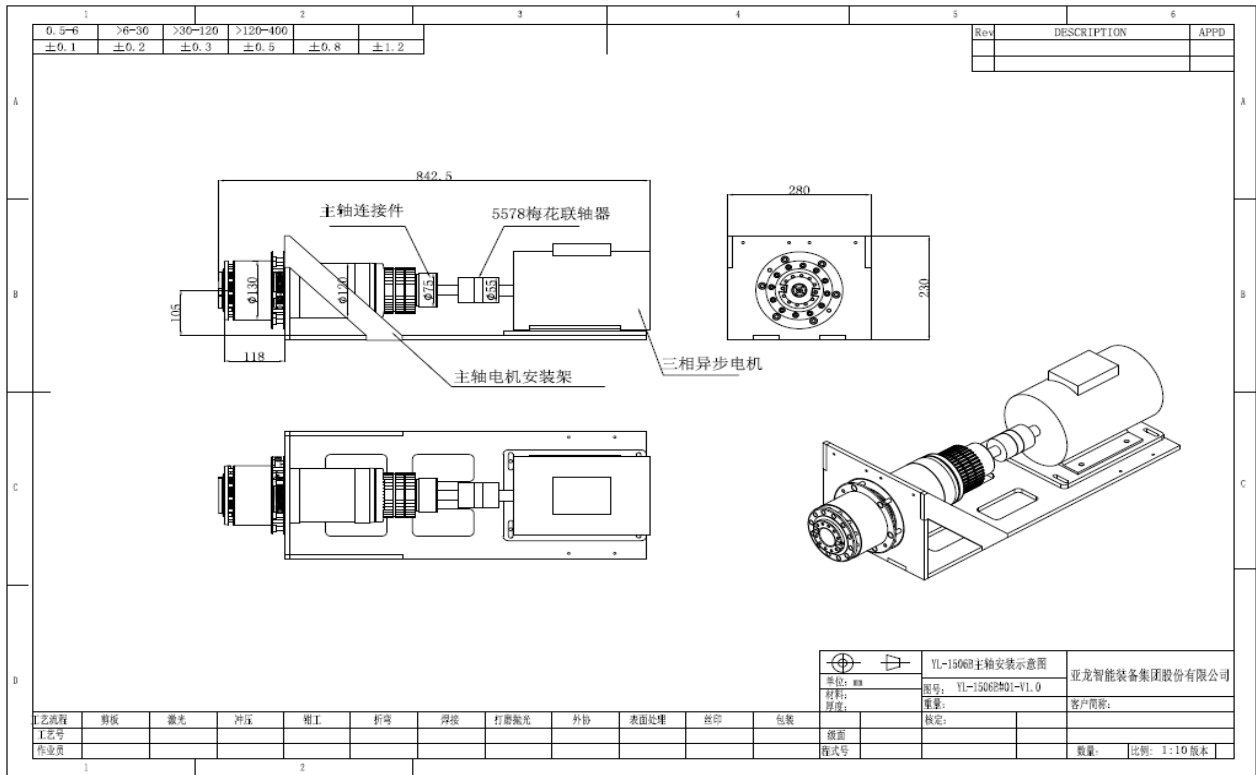 1 2 3 4 5 6
0.5-6 >6-30 >30-120 >120-400
±0.1 ±0.2 ±0.3 ±0.5 ±0.8 ±1.2
Rev DESCRIPTION APPD
A A
842.5
280
主轴连接件 5578梅花联轴器
B B
Φ130 Φ120 Φ75 Φ55
105
230
118
主轴电机安装架
三相异步电机
C C
D D
YL-1506B主轴安装示意图
亚龙智能装备集团股份有限公司
单位: mm
图号: YL-1506B#01-V1.0
材料:
厚度:
重量: 客户简称:
工艺流程 剪板 激光 冲压 钳工 折弯 焊接 打磨抛光 外协 表面处理 丝印 包装 核定:
工艺号 级面
作业员 程式号 数量: 比例: 1:10 版本
1 2